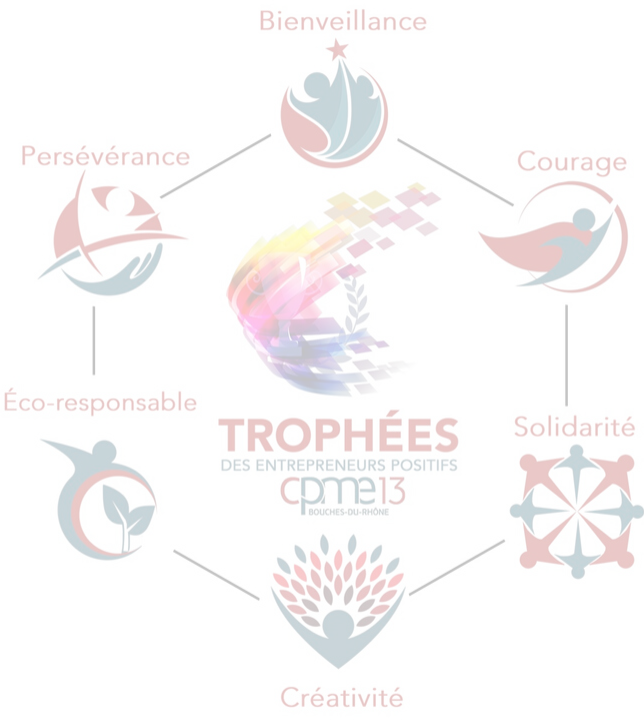 Bienveillance
Persévérance
Courage
Éco-responsable
TROPHÉES
DES ENTREPRENEURS POSITIFS
cpme13
BOUCHES-DU-RHÔNE
Solidarité
Créativité